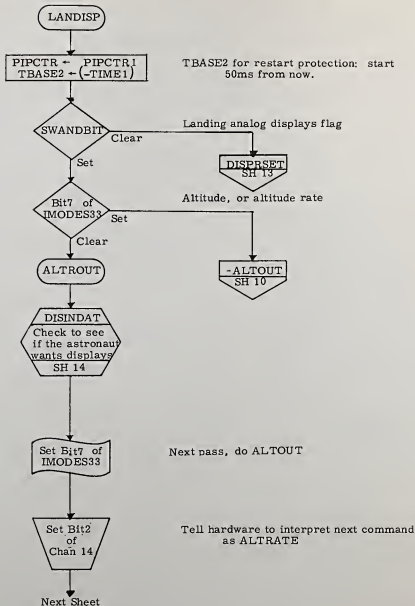 LANDISP
PIPCTR ← PIPCTR1
TBASE2 ← (-TIME1)
TBASE2 for restart protection: start
50ms from now.
SWANDBIT
Landing analog displays flag
Clear
Set
DISPRSET
SH 13
Altitude, or altitude rate
Bit7 of
IMODES33
Set
Clear
ALTROUT
-ALTOUT
SH 10
DISINDAT
Check to see
if the astronaut
wants displays
SH 14
Set Bit7 of
IMODES33
Next pass, do ALTOUT
Set Bit2
of
Chan 14
Tell hardware to interpret next command
as ALTRATE
Next Sheet